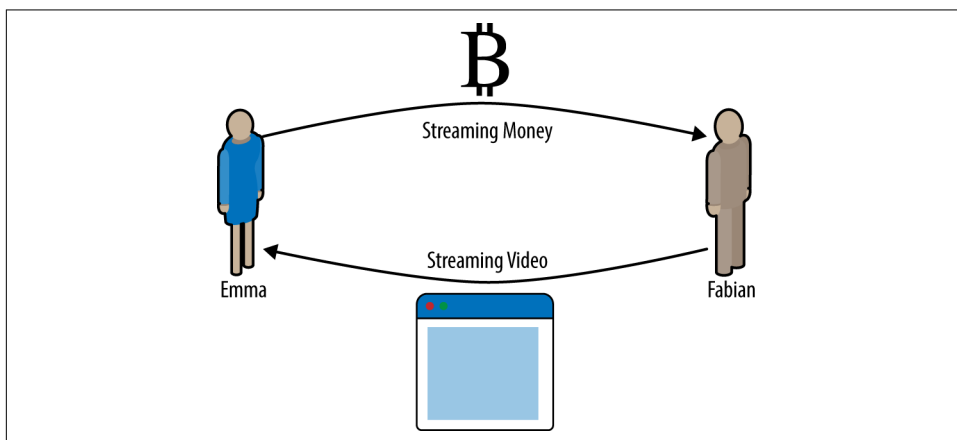 ₿
Streaming Money
Streaming Video
Emma
Fabian